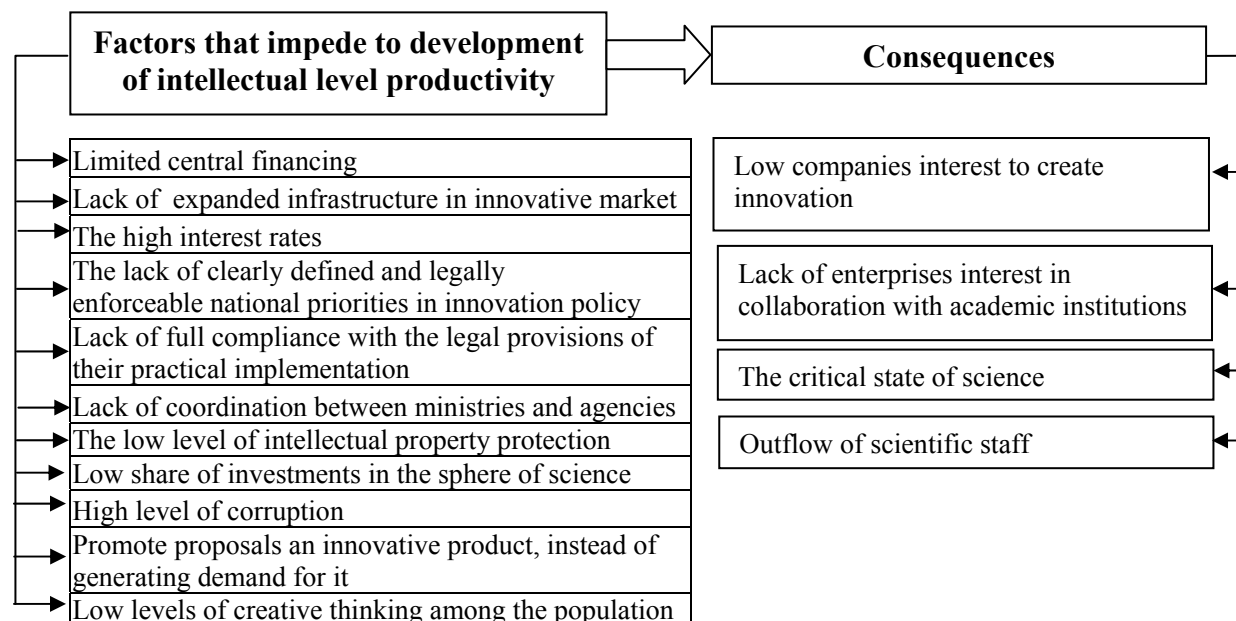 Factors that impede to development
of intellectual level productivity
Consequences
Limited central financing
Lack of expanded infrastructure in innovative market
The high interest rates
The lack of clearly defined and legally
enforceable national priorities in innovation policy
Lack of full compliance with the legal provisions of
their practical implementation
Lack of coordination between ministries and agencies
The low level of intellectual property protection
Low share of investments in the sphere of science
High level of corruption
Promote proposals an innovative product, instead of
generating demand for it
Low levels of creative thinking among the population
Low companies interest to create
innovation
Lack of enterprises interest in
collaboration with academic institutions
The critical state of science
Outflow of scientific staff